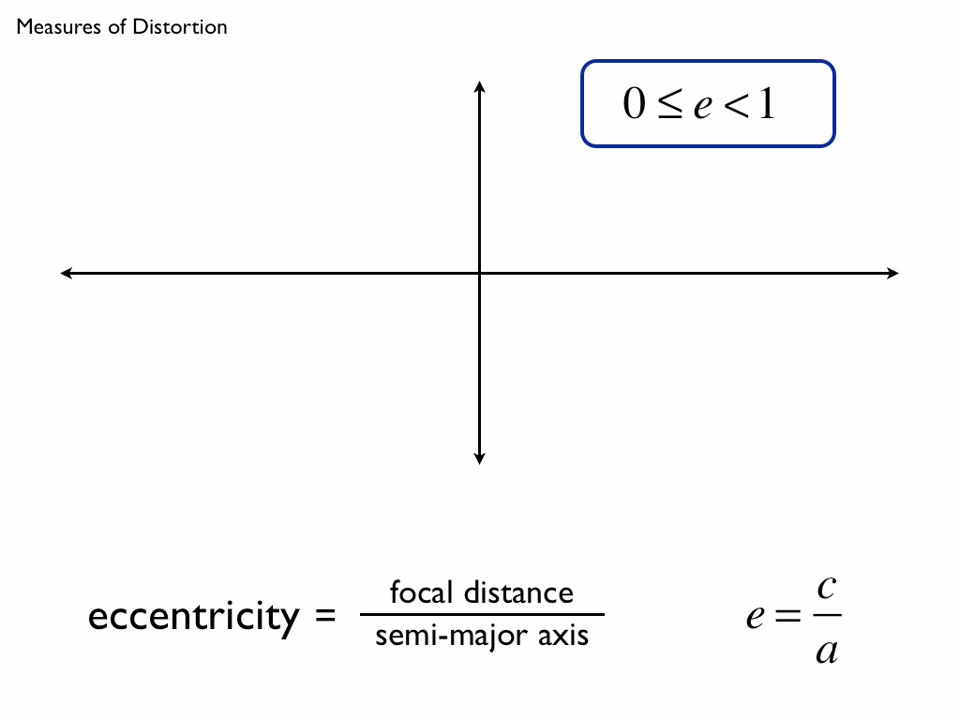 Measures of Distortion
0 ≤ e < 1
eccentricity = focal distance / semi-major axis
e = c / a